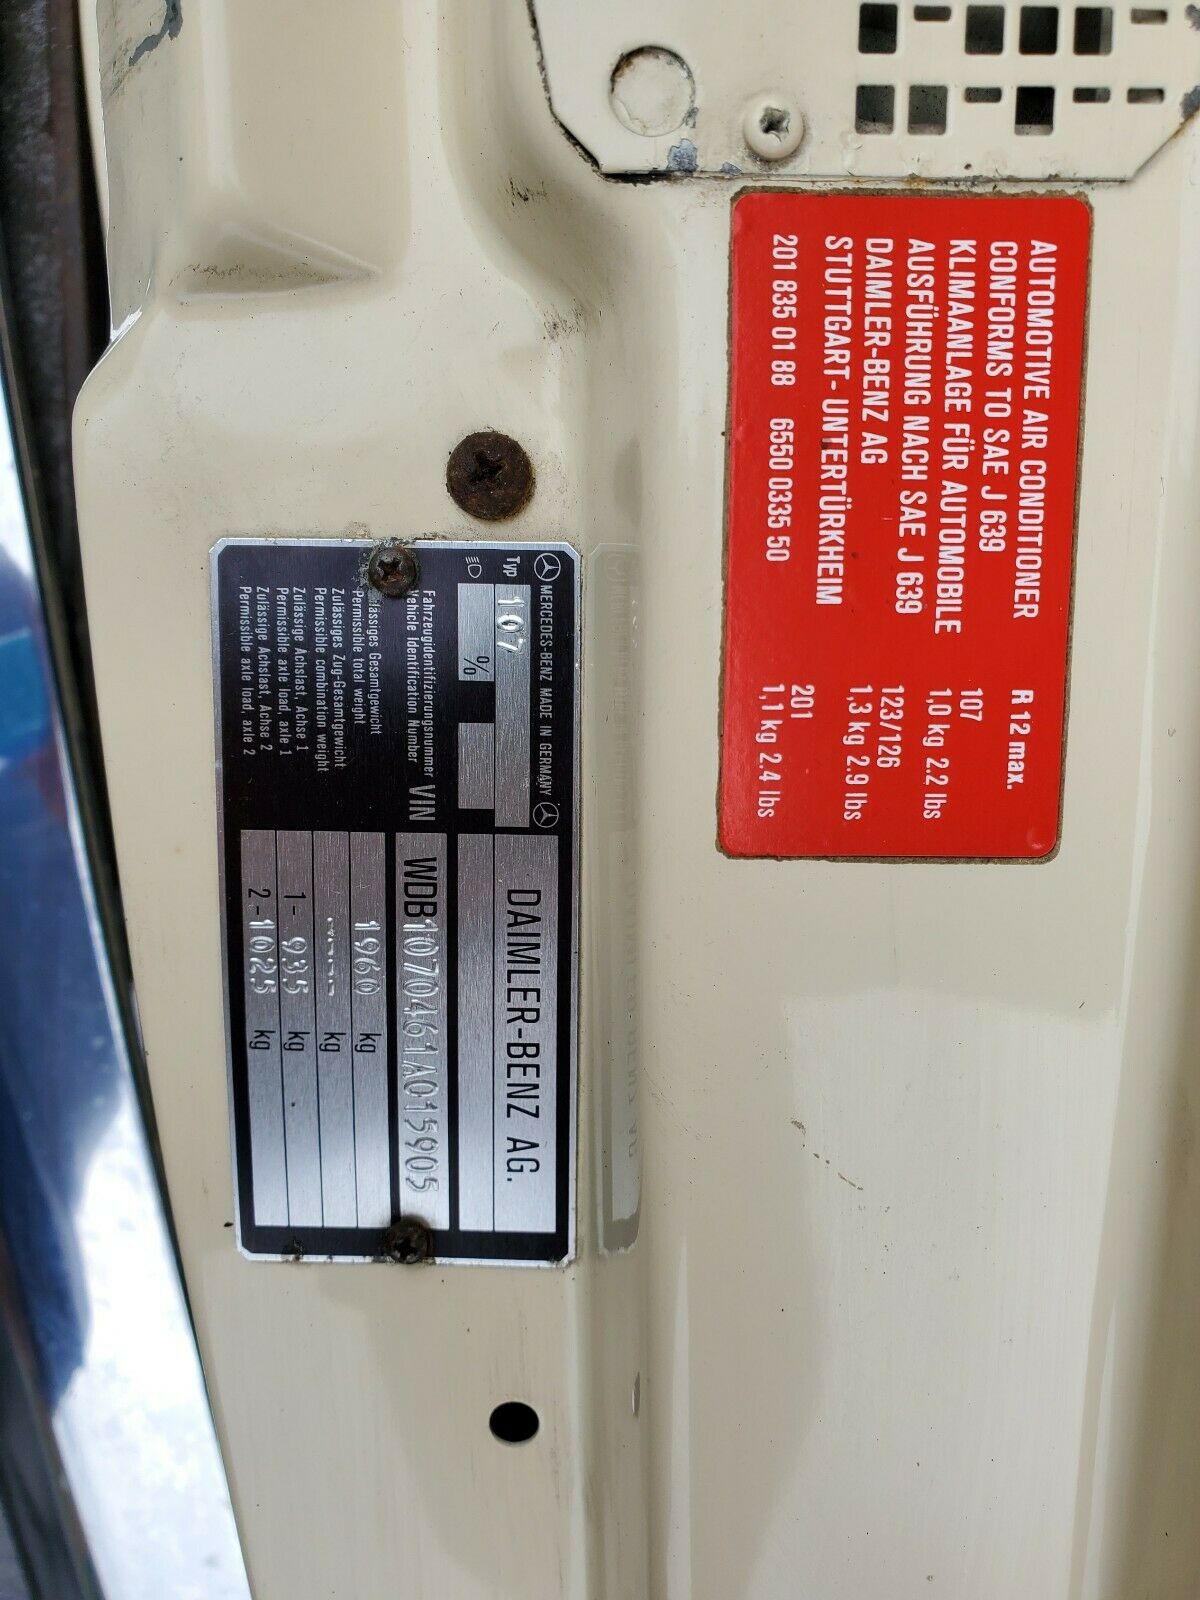 AUTOMOTIVE AIR CONDITIONER
CONFORMS TO SAE J 639
KLIMAANLAGE FÜR AUTOMOBILE
AUSFÜHRUNG NACH SAE J 639
DAIMLER-BENZ AG
STUTTGART-UNTERTÜRKHEIM
201 835 01 88 6550 0335 50
R 12 max.
107
1,0 kg 2.2 lbs
123/126
1,3 kg 2.9 lbs
201
1,1 kg 2.4 lbs
MERCEDES-BENZ MADE IN GERMANY
DAIMLER-BENZ AG.
Typ 107
%
Fahrzeugidentifizierungsnummer
Vehicle Identification Number VIN WDB1070461A015905
Gesamtgewicht
Permissible total weight 1960 kg
Zulässiges Zug-Gesamtgewicht
Permissible combination weight ----- kg
Zulässige Achslast, Achse 1
Permissible axle load, axle 1 1-935 kg
Zulässige Achslast, Achse 2
Permissible axle load, axle 2 2-1025 kg